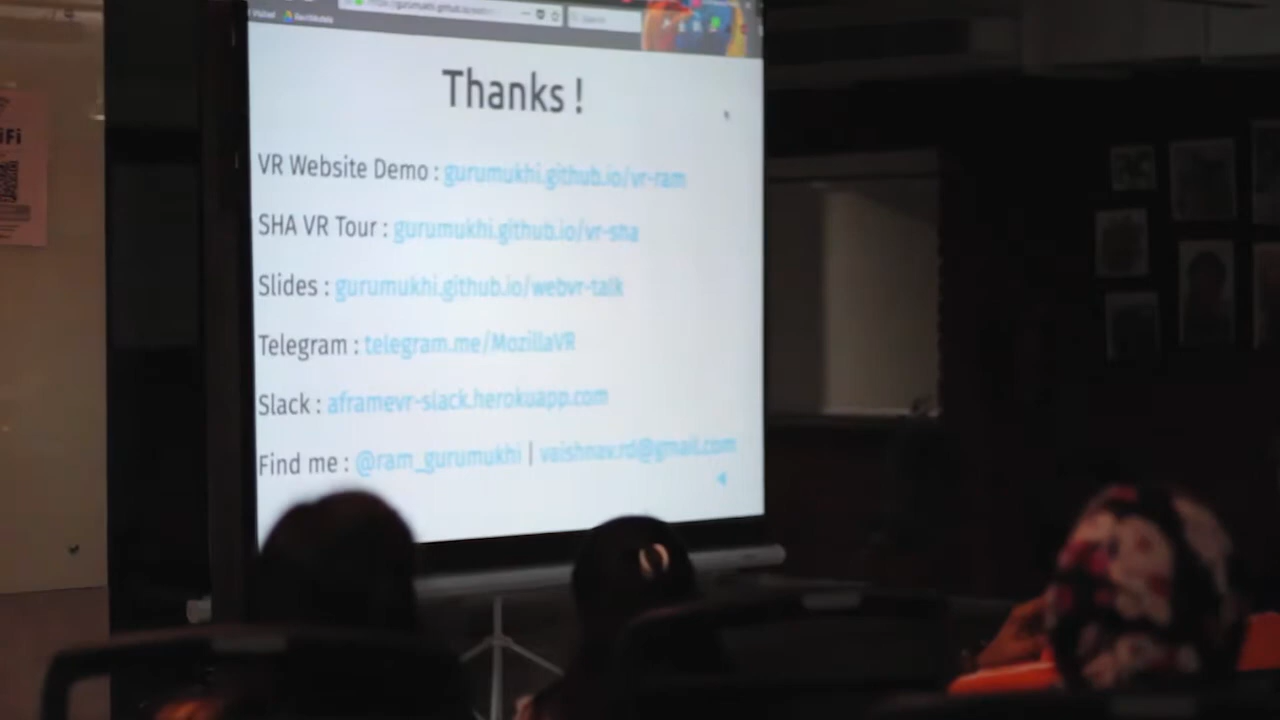 iFi
Search
Thanks !
VR Website Demo : gurumukhi.github.io/vr-ram
SHA VR Tour : gurumukhi.github.io/vr-sha
Slides : gurumukhi.github.io/webvr-talk
Telegram : telegram.me/MozillaVR
Slack : aframevr-slack.herokuapp.com
Find me : @ram_gurumukhi | vaishnav.rd@gmail.com